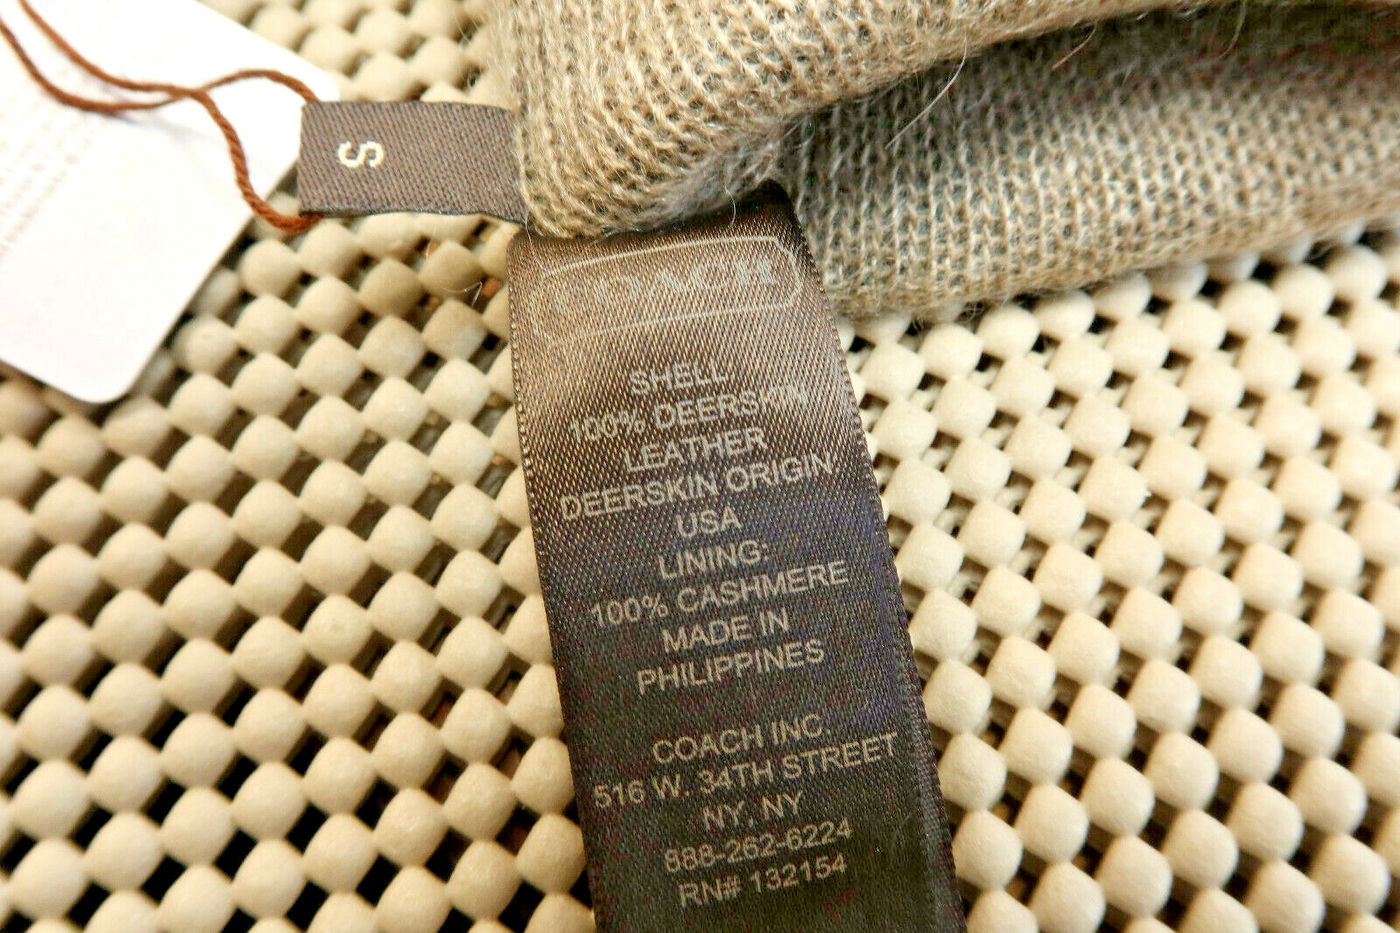 S
COACH
SHELL:
100% DEERSKIN
LEATHER
DEERSKIN ORIGIN
USA
LINING:
100% CASHMERE
MADE IN
PHILIPPINES
COACH INC.
516 W. 34TH STREET
NY, NY
888-262-6224
RN# 132154